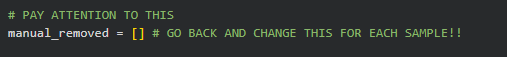 # PAY ATTENTION TO THIS
manual_removed = [] # GO BACK AND CHANGE THIS FOR EACH SAMPLE!!